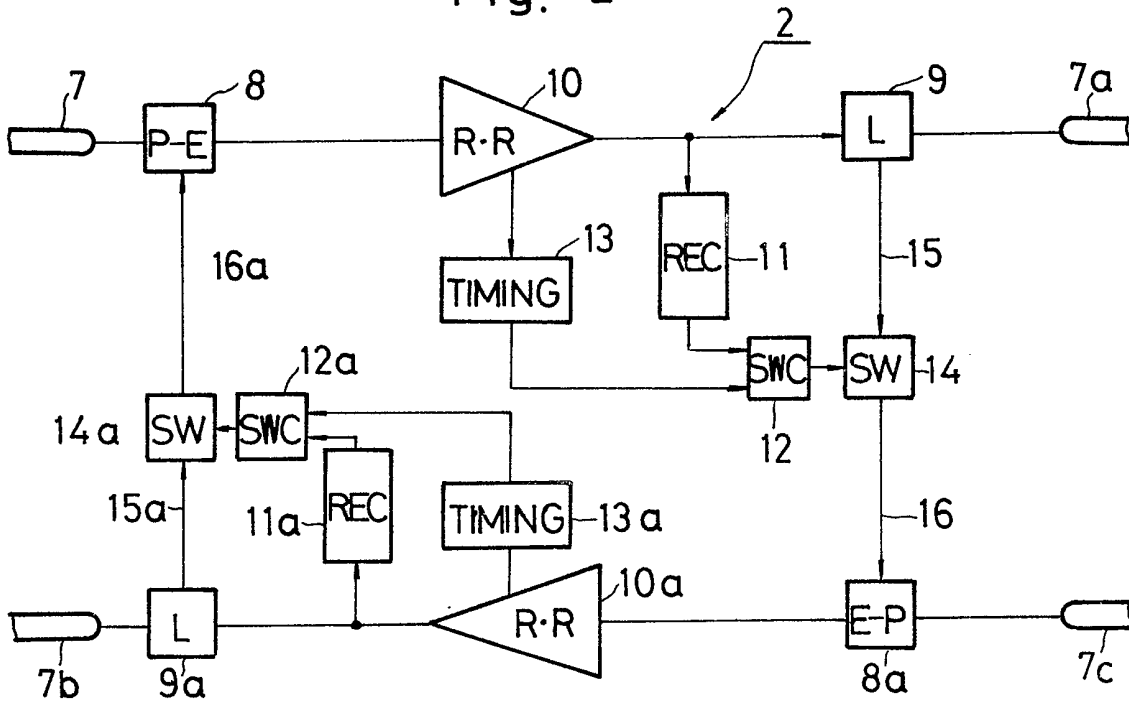 Fig.
2
7
8
10
9
7a
P-E
R·R
L
13
REC
11
15
16a
TIMING
12a
SWC
SW
14
14a
SW
SWC
12
15a
11a
REC
TIMING
13a
16
10a
L
R·R
E-P
7b
9a
8a
7c